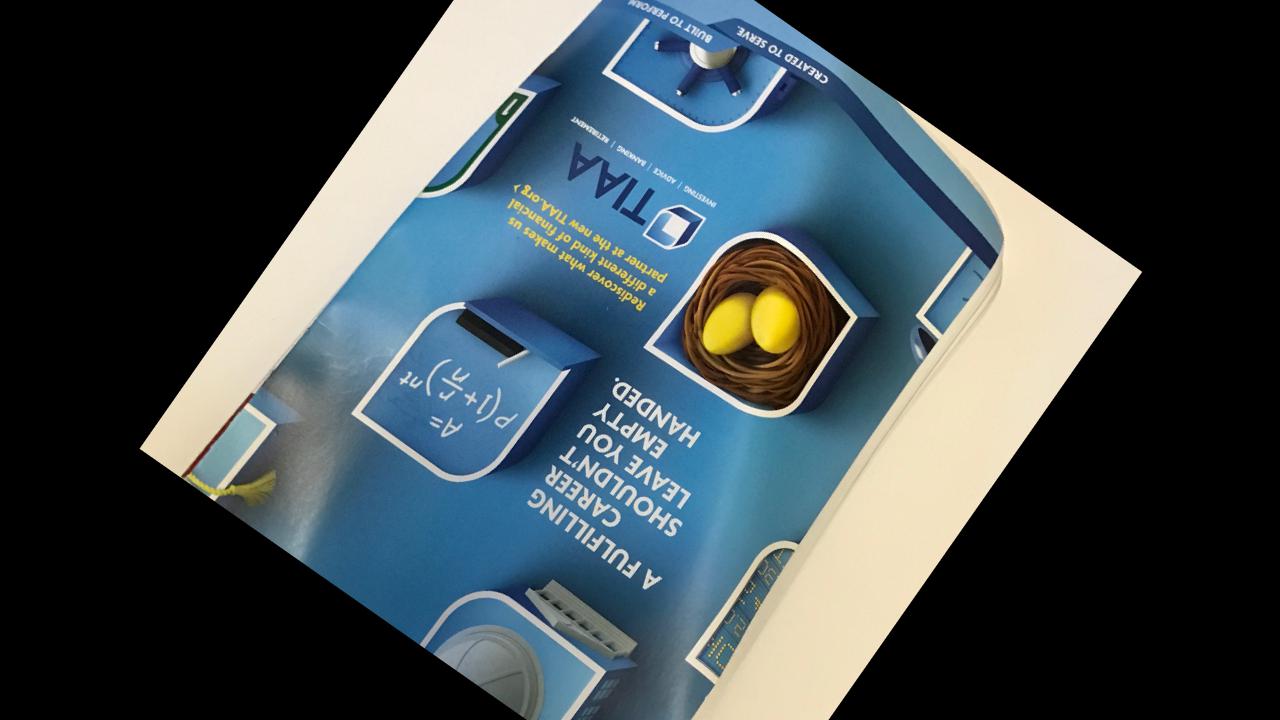 A FULFILLING
CAREER
SHOULDN'T
LEAVE YOU
EMPTY
HANDED.
A=
P(1+r/n)nt
Rediscover what makes us
a different kind of financial
partner at the new TIAA.org ›
TIAA
INVESTING | ADVICE | BANKING | RETIREMENT
CREATED TO SERVE.
BUILT TO PERFORM